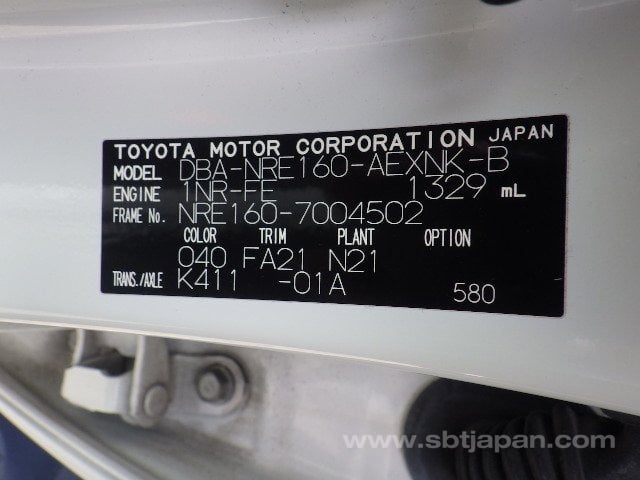 TOYOTA MOTOR CORPORATION JAPAN
MODEL DBA-NRE160-AEXNK-B
ENGINE 1NR-FE 1329 mL
FRAME No. NRE160-7004502
COLOR TRIM PLANT OPTION
040 FA21 N21
TRANS./AXLE K411 -01A
580
www.sbtjapan.com